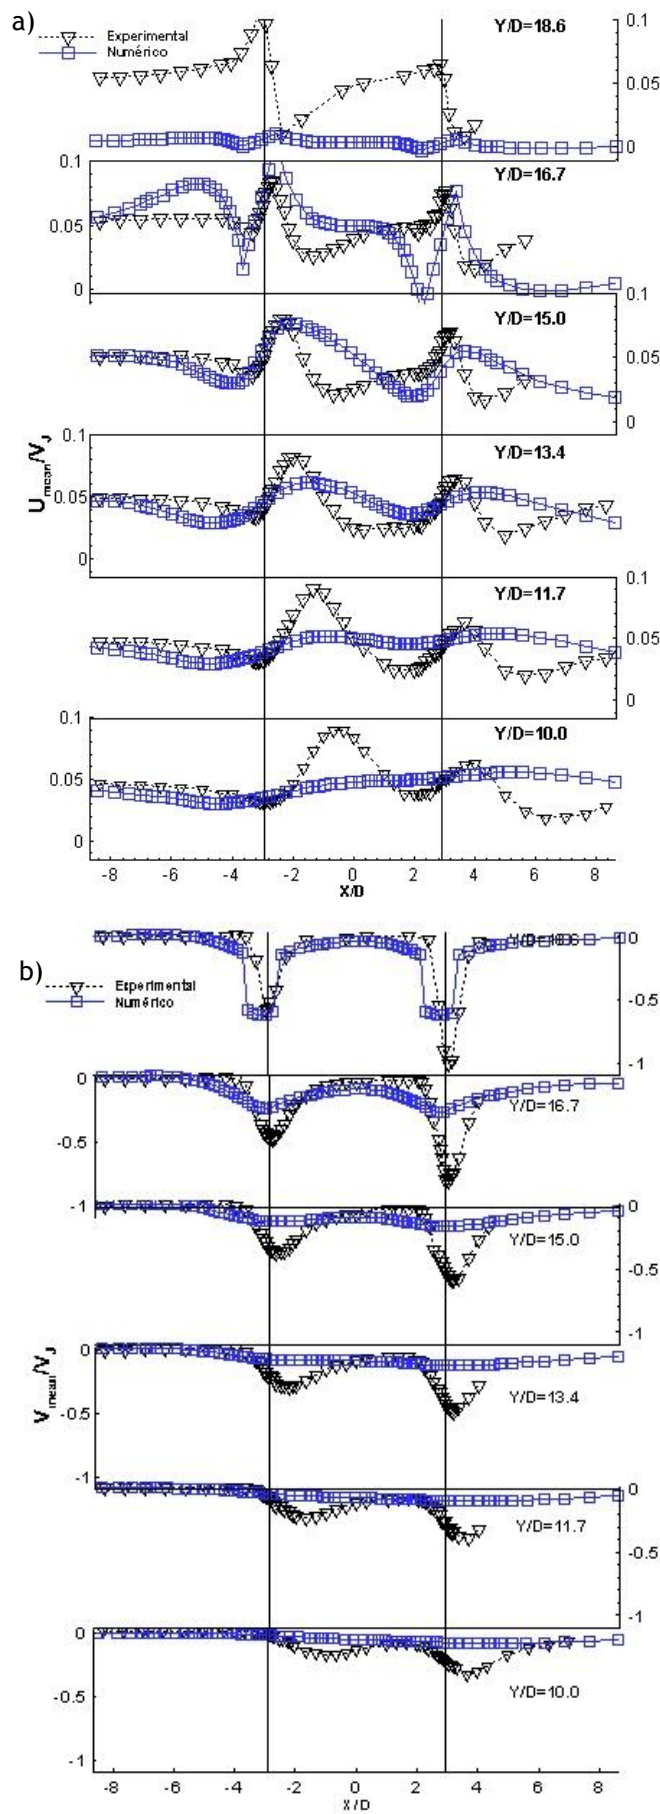 a)
Experimental
Numérico
Y/D=18.6
0.1
0.05
0
0.1
0.05
0
Y/D=16.7
Y/D=15.0
0.1
0.05
0
U_mean/V_J
0.1
0.05
0
Y/D=13.4
Y/D=11.7
0.1
0.05
0
0.1
0.05
0
Y/D=10.0
-8 -6 -4 -2 0 2 4 6 8
X/D
b)
Experimental
Numérico
Y/D=18.6
0
-0.5
-1
0
-0.5
-1
Y/D=16.7
Y/D=15.0
0
-0.5
-1
V_mean/V_J
0
-0.5
-1
Y/D=13.4
Y/D=11.7
0
-0.5
-1
0
-0.5
-1
Y/D=10.0
-8 -6 -4 -2 0 2 4 6 8
X/D